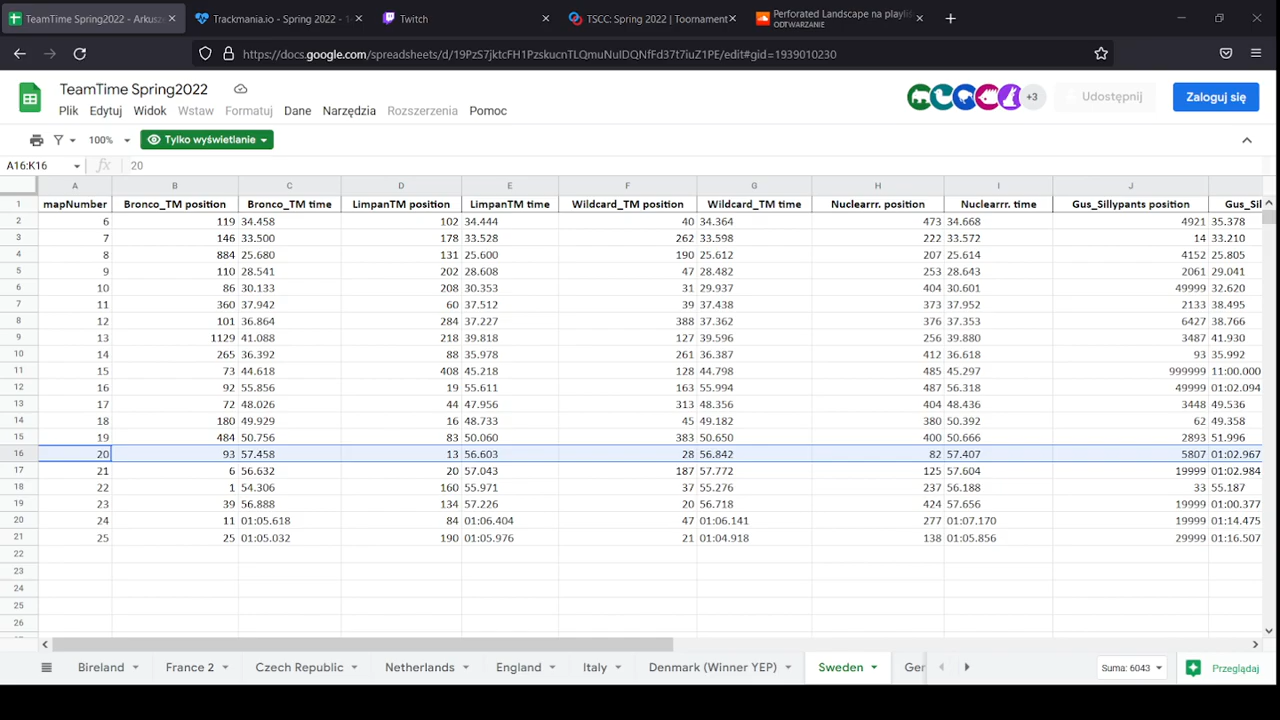 TeamTime Spring2022 - Arkusz Trackmania.io - Spring 2022 - Twitch TSCC: Spring 2022 | Toornament Perforated Landscape na playlis
ODTWARZANIE
https://docs.google.com/spreadsheets/d/19PzS7jktcFH1PzskucnTLQmuNuIDQNfFd37t7iuZ1PE/edit#gid=1939010230
TeamTime Spring2022
+3 Udostępnij Zaloguj się
Plik Edytuj Widok Wstaw Formatuj Dane Narzędzia Rozszerzenia Pomoc
100% Tylko wyświetlanie
A16:K16 fx 20
A B C D E F G H I J
1 mapNumber Bronco_TM position Bronco_TM time LimpanTM position LimpanTM time Wildcard_TM position Wildcard_TM time Nuclearrr. position Nuclearrr. time Gus_Sillypants position Gus_Sil
2 6 119 34.458 102 34.444 40 34.364 473 34.668 4921 35.378
3 7 146 33.500 178 33.528 262 33.598 222 33.572 14 33.210
4 8 884 25.680 131 25.600 190 25.612 207 25.614 4152 25.805
5 9 110 28.541 202 28.608 47 28.482 253 28.643 2061 29.041
6 10 86 30.133 208 30.353 31 29.937 404 30.601 49999 32.620
7 11 360 37.942 60 37.512 39 37.438 373 37.952 2133 38.495
8 12 101 36.864 284 37.227 388 37.362 376 37.353 6427 38.766
9 13 1129 41.088 218 39.818 127 39.596 256 39.880 3487 41.930
10 14 265 36.392 88 35.978 261 36.387 412 36.618 93 35.992
11 15 73 44.618 408 45.218 128 44.798 485 45.297 999999 11:00.000
12 16 92 55.856 19 55.611 163 55.994 487 56.318 49999 01:02.094
13 17 72 48.026 44 47.956 313 48.356 404 48.436 3448 49.536
14 18 180 49.929 16 48.733 45 49.182 380 50.392 62 49.358
15 19 484 50.756 83 50.060 383 50.650 400 50.666 2893 51.996
16 20 93 57.458 13 56.603 28 56.842 82 57.407 5807 01:02.967
17 21 6 56.632 20 57.043 187 57.772 125 57.604 19999 01:02.984
18 22 1 54.306 160 55.971 37 55.276 237 56.188 33 55.187
19 23 39 56.888 134 57.226 20 56.718 424 57.656 19999 01:00.377
20 24 11 01:05.618 84 01:06.404 47 01:06.141 277 01:07.170 19999 01:14.475
21 25 25 01:05.032 190 01:05.976 21 01:04.918 138 01:05.856 29999 01:16.507
22
23
24
25
26
Bireland France 2 Czech Republic Netherlands England Italy Denmark (Winner YEP) Sweden Ger Suma: 6043 Przeglądaj